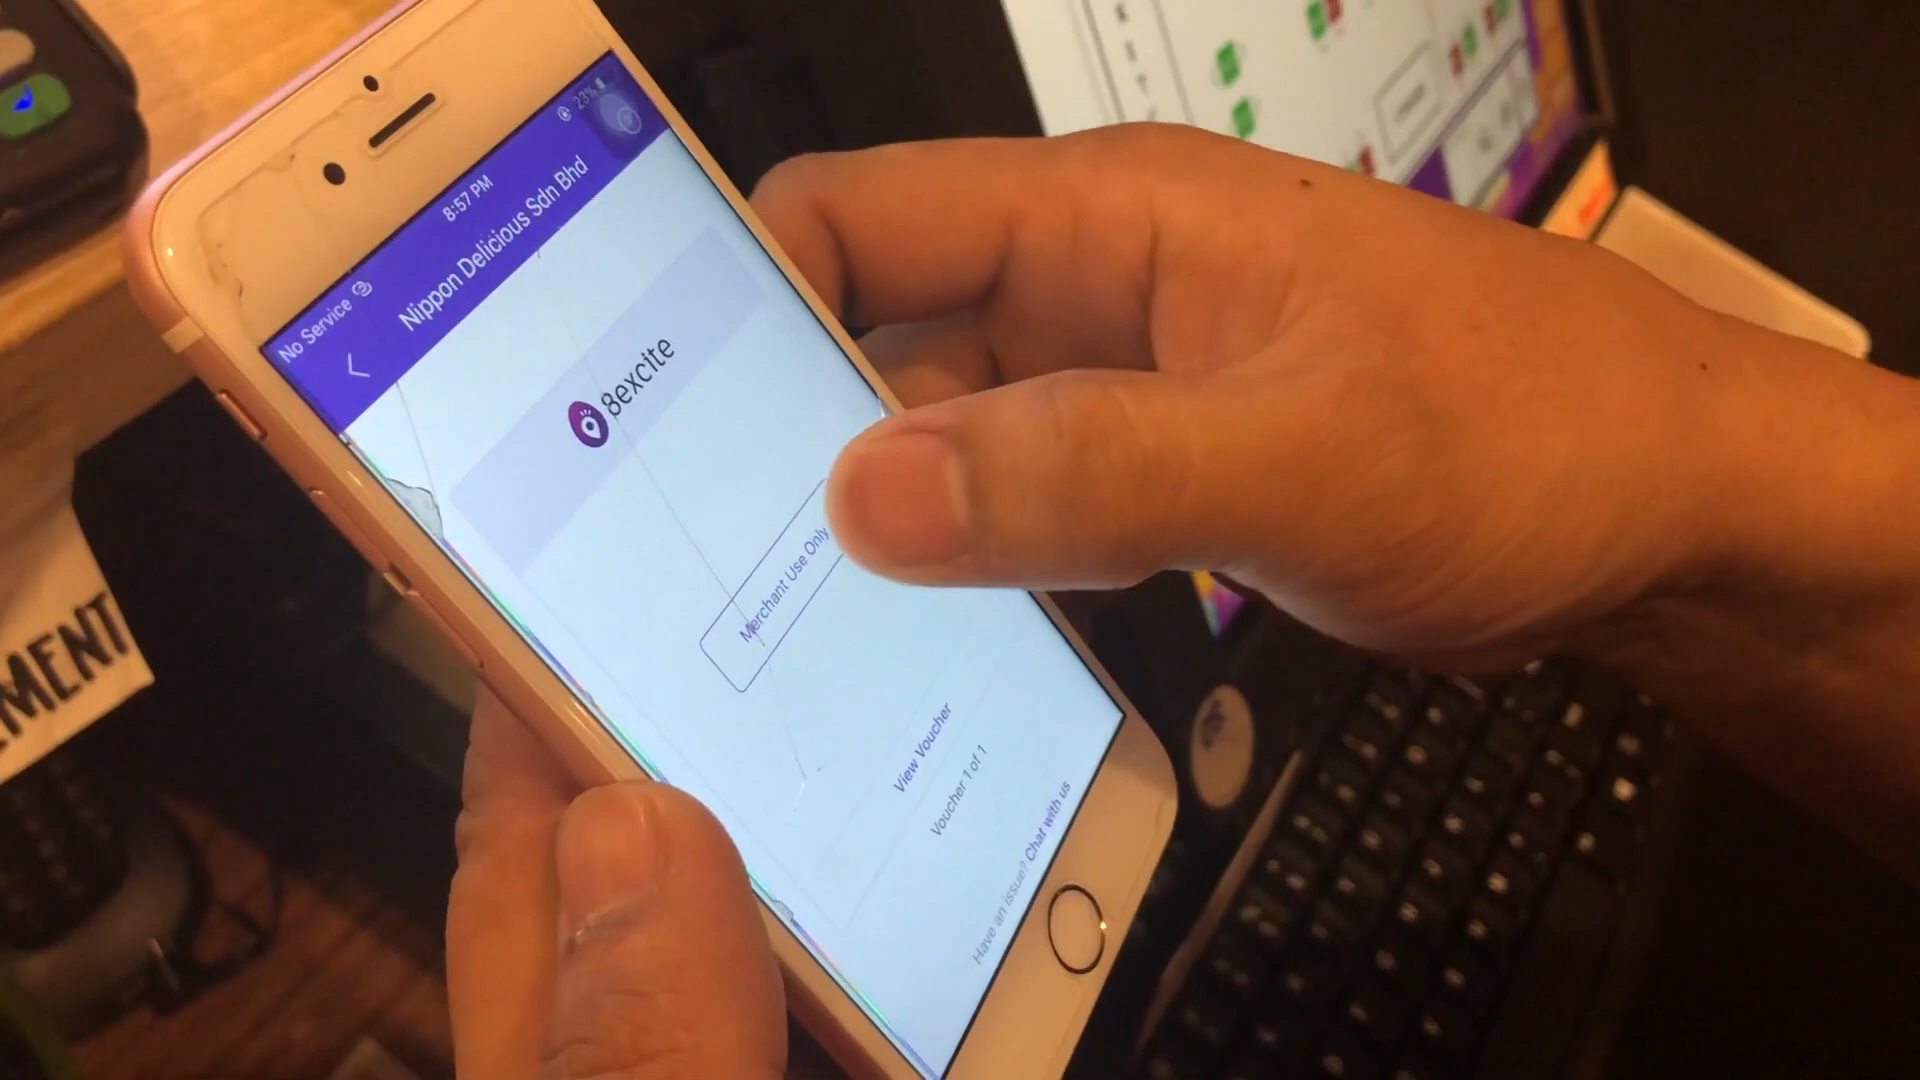 No Service
8:57 PM
23%
Nippon Delicious Sdn Bhd
8excite
Merchant Use Only
View Voucher
Voucher 1 of 1
Have an issue? Chat with us
EMENT